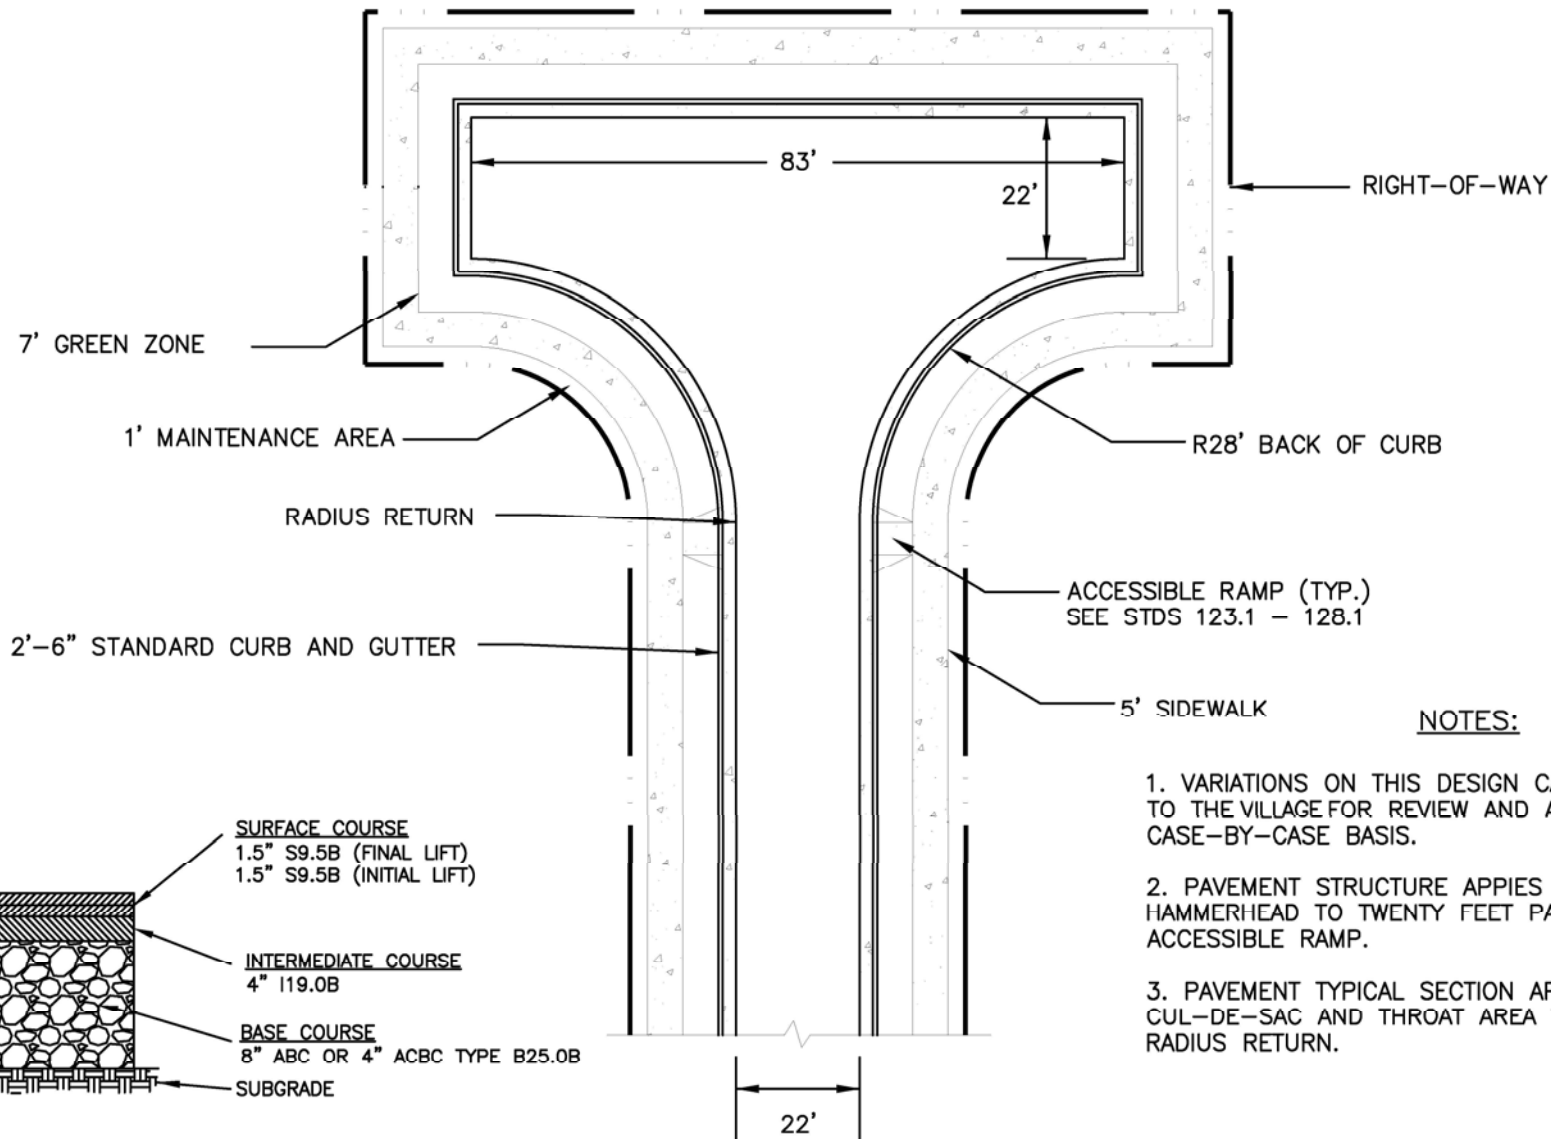 83'
22'
RIGHT-OF-WAY
7' GREEN ZONE
1' MAINTENANCE AREA
R28' BACK OF CURB
RADIUS RETURN
ACCESSIBLE RAMP (TYP.)
SEE STDS 123.1 - 128.1
2'-6" STANDARD CURB AND GUTTER
5' SIDEWALK
NOTES:
1. VARIATIONS ON THIS DESIGN
TO THE VILLAGE FOR REVIEW AND
CASE-BY-CASE BASIS.
2. PAVEMENT STRUCTURE APPIES
HAMMERHEAD TO TWENTY FEET
ACCESSIBLE RAMP.
3. PAVEMENT TYPICAL SECTION
CUL-DE-SAC AND THROAT AREA
RADIUS RETURN.
SURFACE COURSE
1.5" S9.5B (FINAL LIFT)
1.5" S9.5B (INITIAL LIFT)
INTERMEDIATE COURSE
4" I19.0B
BASE COURSE
8" ABC OR 4" ACBC TYPE B25.0B
SUBGRADE
22'